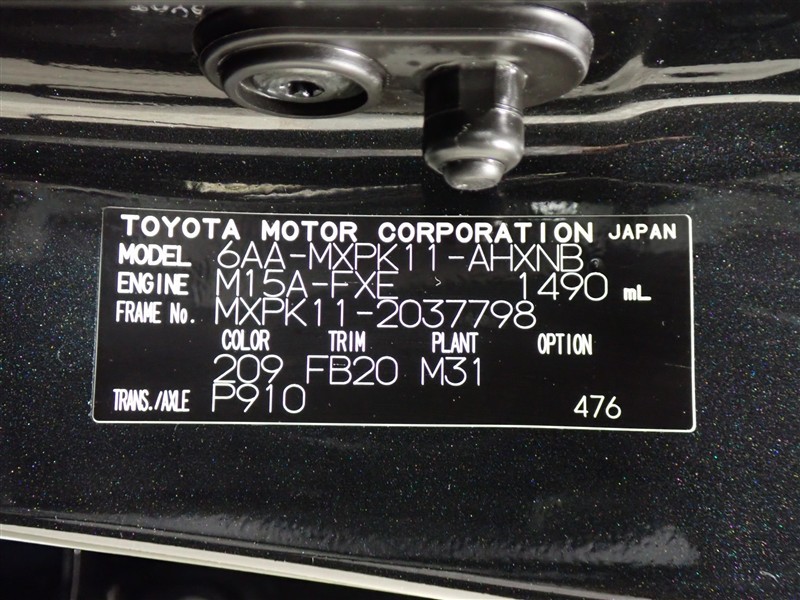 TOYOTA MOTOR CORPORATION JAPAN
MODEL 6AA-MXPK11-AHXNB
ENGINE M15A-FXE 1490 mL
FRAME No. MXPK11-2037798
COLOR TRIM PLANT OPTION
209 FB20 M31
TRANS./AXLE P910 476